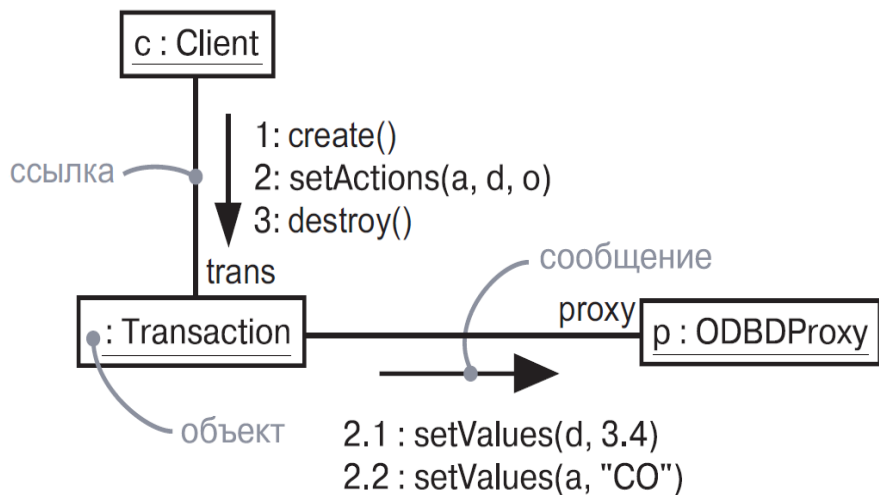 c : Client
1: create()
2: setActions(a, d, o)
3: destroy()
ссылка
trans
сообщение
: Transaction
proxy
p : ODBDProxy
объект
2.1 : setValues(d, 3.4)
2.2 : setValues(a, "CO")